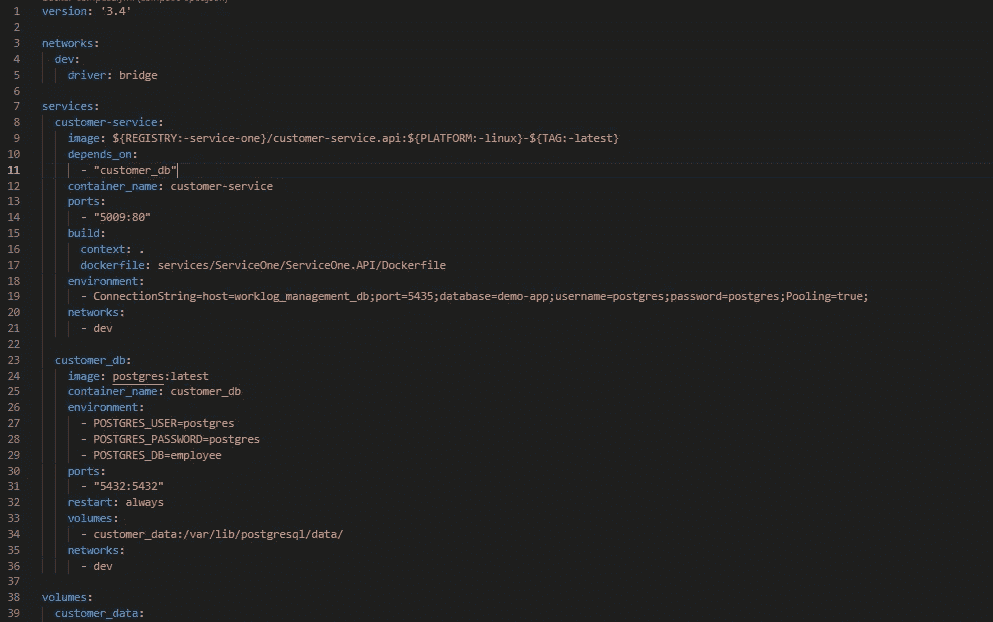 1 version: '3.4'
2
3 networks:
4   dev:
5     driver: bridge
6
7 services:
8   customer-service:
9     image: ${REGISTRY:-service-one}/customer-service.api:${PLATFORM:-linux}-${TAG:-latest}
10     depends_on:
11       - "customer_db"
12     container_name: customer-service
13     ports:
14       - "5009:80"
15     build:
16       context: .
17       dockerfile: services/ServiceOne/ServiceOne.API/Dockerfile
18     environment:
19       - ConnectionString=host=worklog_management_db;port=5435;database=demo-app;username=postgres;password=postgres;Pooling=true;
20     networks:
21       - dev
22
23   customer_db:
24     image: postgres:latest
25     container_name: customer_db
26     environment:
27       - POSTGRES_USER=postgres
28       - POSTGRES_PASSWORD=postgres
29       - POSTGRES_DB=employee
30     ports:
31       - "5432:5432"
32     restart: always
33     volumes:
34       - customer_data:/var/lib/postgresql/data/
35     networks:
36       - dev
37
38 volumes:
39   customer_data: